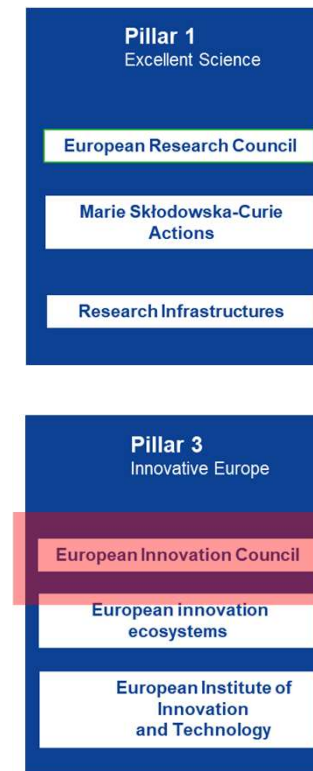 Pillar 1
Excellent Science
European Research Council
Marie Skłodowska-Curie
Actions
Research Infrastructures
Pillar 3
Innovative Europe
European Innovation Council
European innovation
ecosystems
European Institute of
Innovation
and Technology